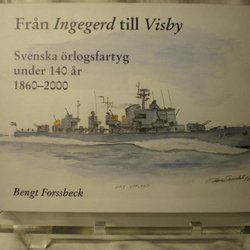 Från Ingegerd till Visby
Svenska örlogsfartyg
under 140 år
1860–2000
Bengt Forssbeck